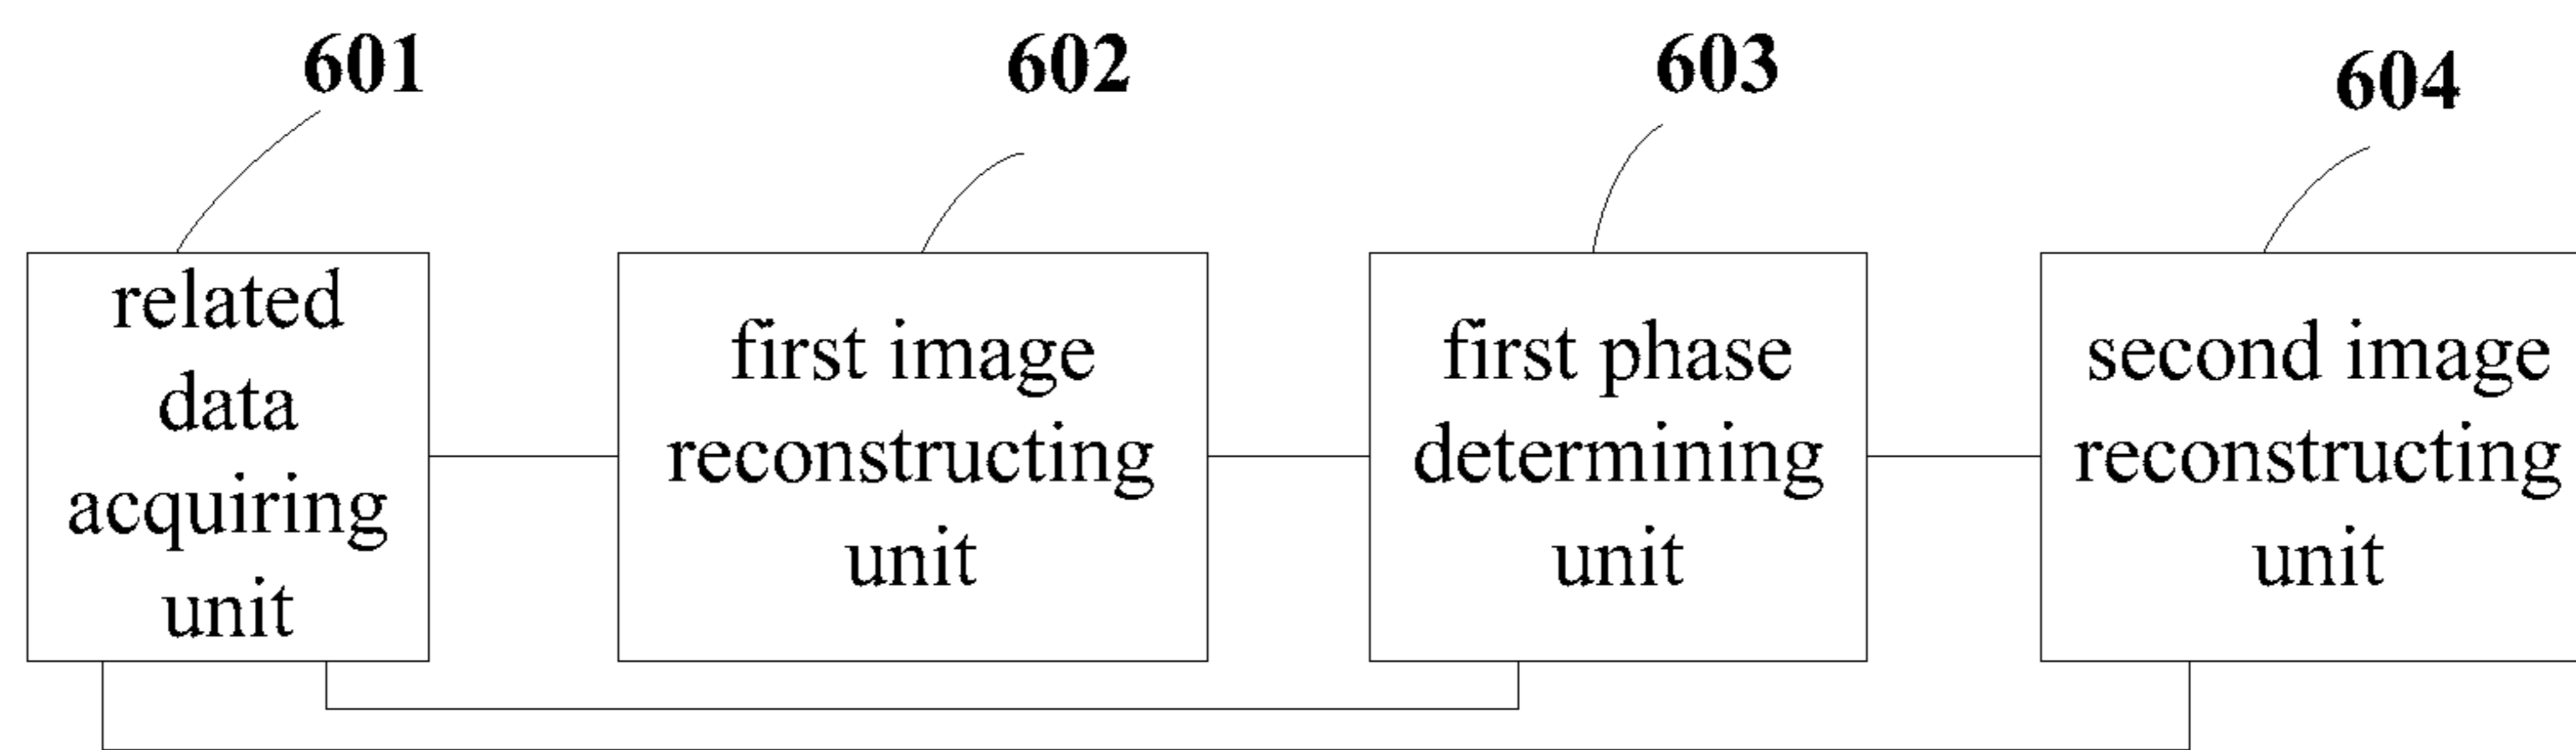 601
602
603
604
related
data
acquiring
unit
first image
reconstructing
unit
first phase
determining
unit
second image
reconstructing
unit